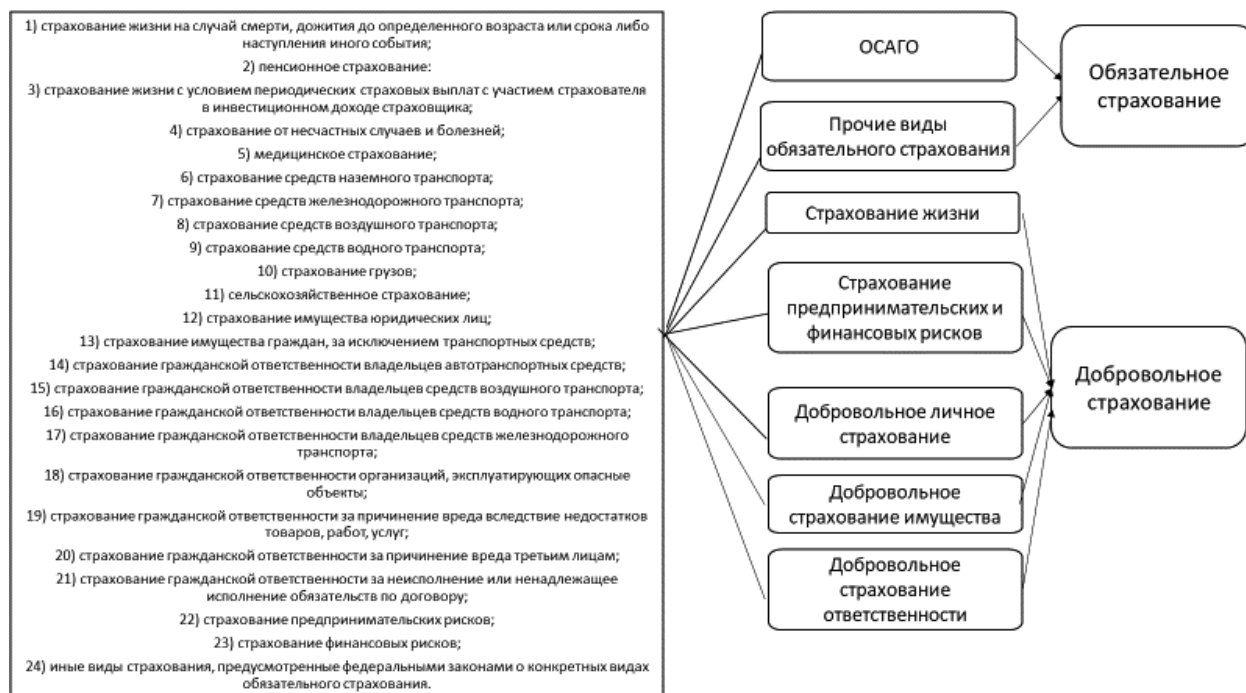 1) страхование жизни на случай смерти, дожития до определенного возраста или срока либо
наступления иного события;
2) пенсионное страхование:
3) страхование жизни с условием периодических страховых выплат с участием страхователя
в инвестиционном доходе страховщика;
4) страхование от несчастных случаев и болезней;
5) медицинское страхование;
6) страхование средств наземного транспорта;
7) страхование средств железнодорожного транспорта;
8) страхование средств воздушного транспорта;
9) страхование средств водного транспорта;
10) страхование грузов;
11) сельскохозяйственное страхование;
12) страхование имущества юридических лиц;
13) страхование имущества граждан, за исключением транспортных средств;
14) страхование гражданской ответственности владельцев автотранспортных средств;
15) страхование гражданской ответственности владельцев средств воздушного транспорта;
16) страхование гражданской ответственности владельцев средств водного транспорта;
17) страхование гражданской ответственности владельцев средств железнодорожного
транспорта;
18) страхование гражданской ответственности организаций, эксплуатирующих опасные
объекты;
19) страхование гражданской ответственности за причинение вреда вследствие недостатков
товаров, работ, услуг;
20) страхование гражданской ответственности за причинение вреда третьим лицам;
21) страхование гражданской ответственности за неисполнение или ненадлежащее
исполнение обязательств по договору;
22) страхование предпринимательских рисков;
23) страхование финансовых рисков;
24) иные виды страхования, предусмотренные федеральными законами о конкретных видах
обязательного страхования.
ОСАГО
Прочие виды
обязательного страхования
Страхование жизни
Страхование
предпринимательских и
финансовых рисков
Добровольное личное
страхование
Добровольное
страхование имущества
Добровольное
страхование
ответственности
Обязательное
страхование
Добровольное
страхование